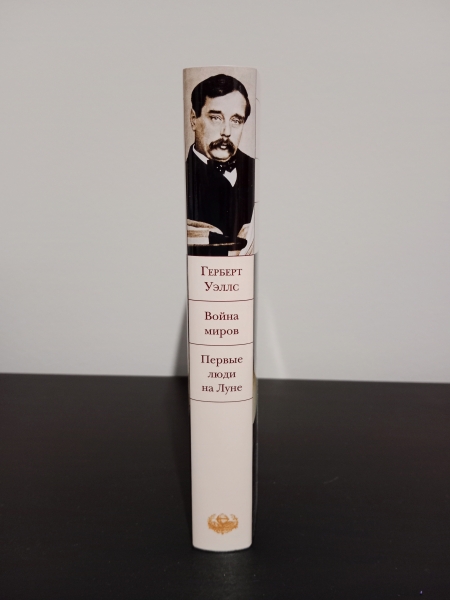 Герберт
Уэллс
Война
миров
Первые
люди
на Луне